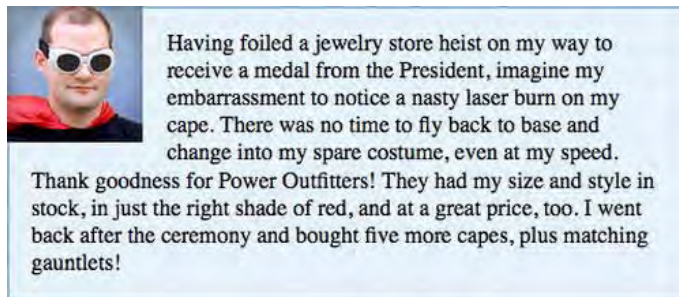 Having foiled a jewelry store heist on my way to
receive a medal from the President, imagine my
embarrassment to notice a nasty laser burn on my
cape. There was no time to fly back to base and
change into my spare costume, even at my speed.
Thank goodness for Power Outfitters! They had my size and style in
stock, in just the right shade of red, and at a great price, too. I went
back after the ceremony and bought five more capes, plus matching
gauntlets!